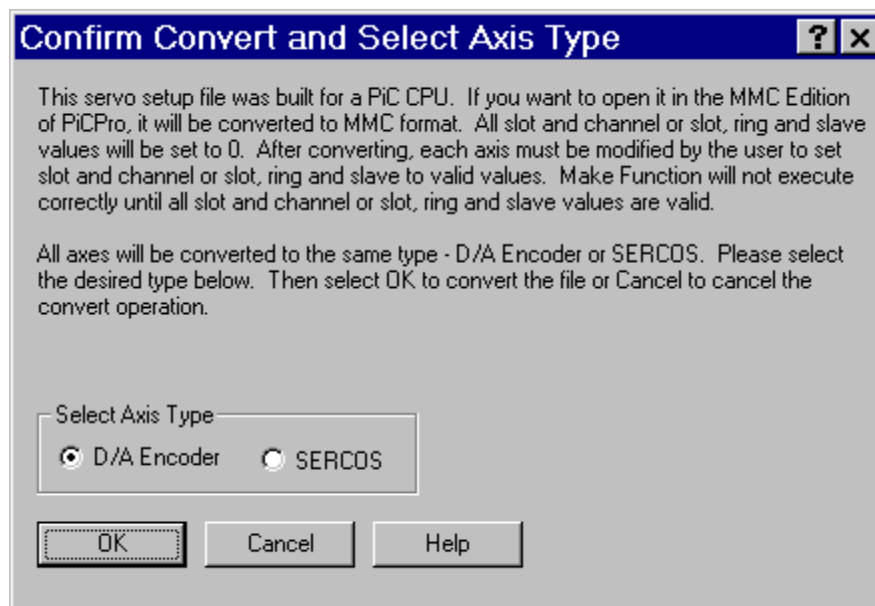 Confirm Convert and Select Axis Type
This servo setup file was built for a PiC CPU. If you want to open it in the MMC Edition
of PiCPro, it will be converted to MMC format. All slot and channel or slot, ring and slave
values will be set to 0. After converting, each axis must be modified by the user to set
slot and channel or slot, ring and slave to valid values. Make Function will not execute
correctly until all slot and channel or slot, ring and slave values are valid.
All axes will be converted to the same type - D/A Encoder or SERCOS. Please select
the desired type below. Then select OK to convert the file or Cancel to cancel the
convert operation.
Select Axis Type
D/A Encoder SERCOS
OK Cancel Help